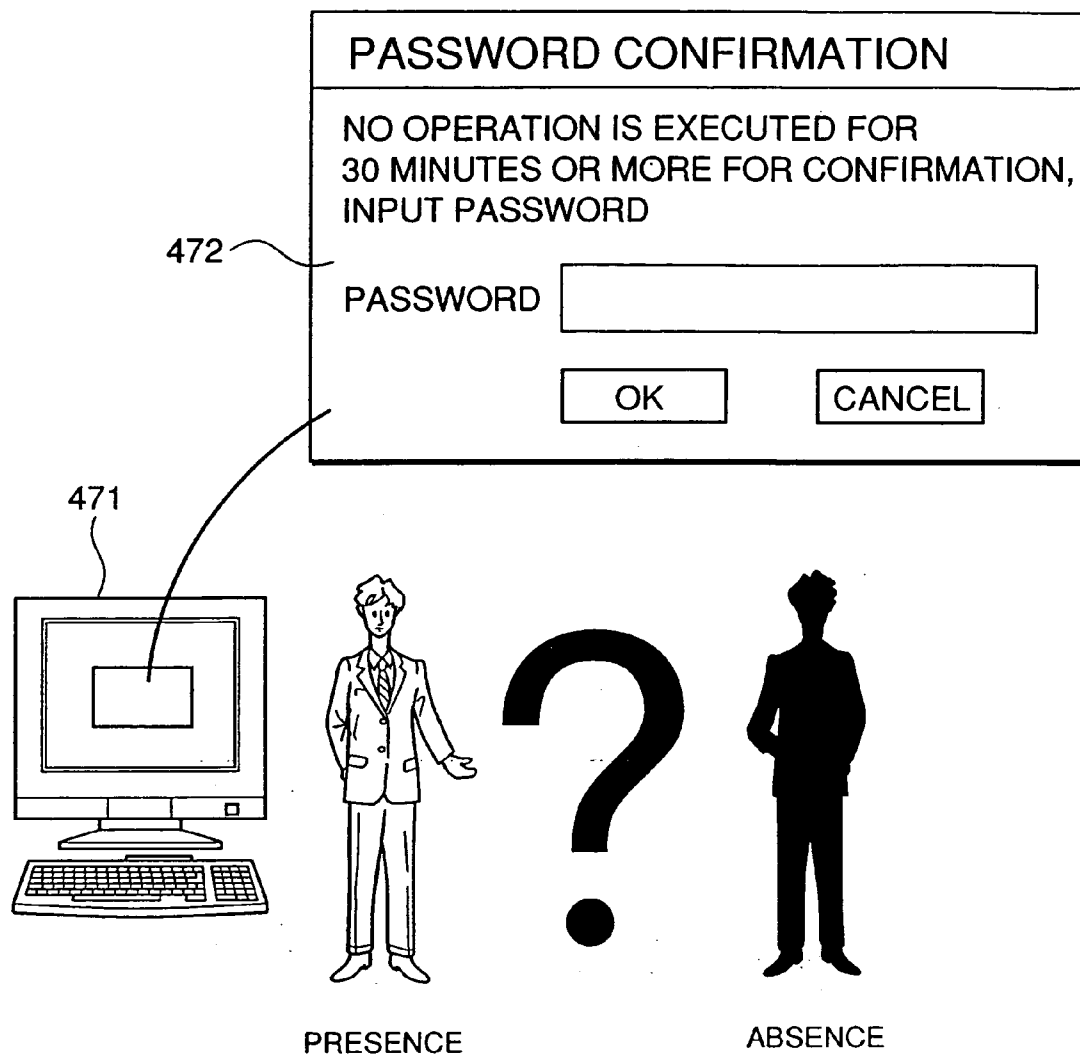 PASSWORD CONFIRMATION
NO OPERATION IS EXECUTED FOR
30 MINUTES OR MORE FOR CONFIRMATION,
INPUT PASSWORD
472
PASSWORD
OK CANCEL
471
?
PRESENCE ABSENCE